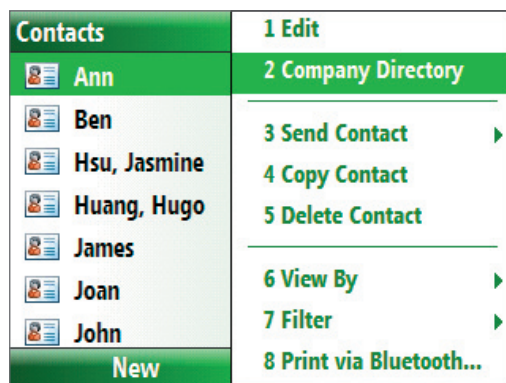 Contacts
Ann
Ben
Hsu, Jasmine
Huang, Hugo
James
Joan
John
New
1 Edit
2 Company Directory
3 Send Contact
4 Copy Contact
5 Delete Contact
6 View By
7 Filter
8 Print via Bluetooth...